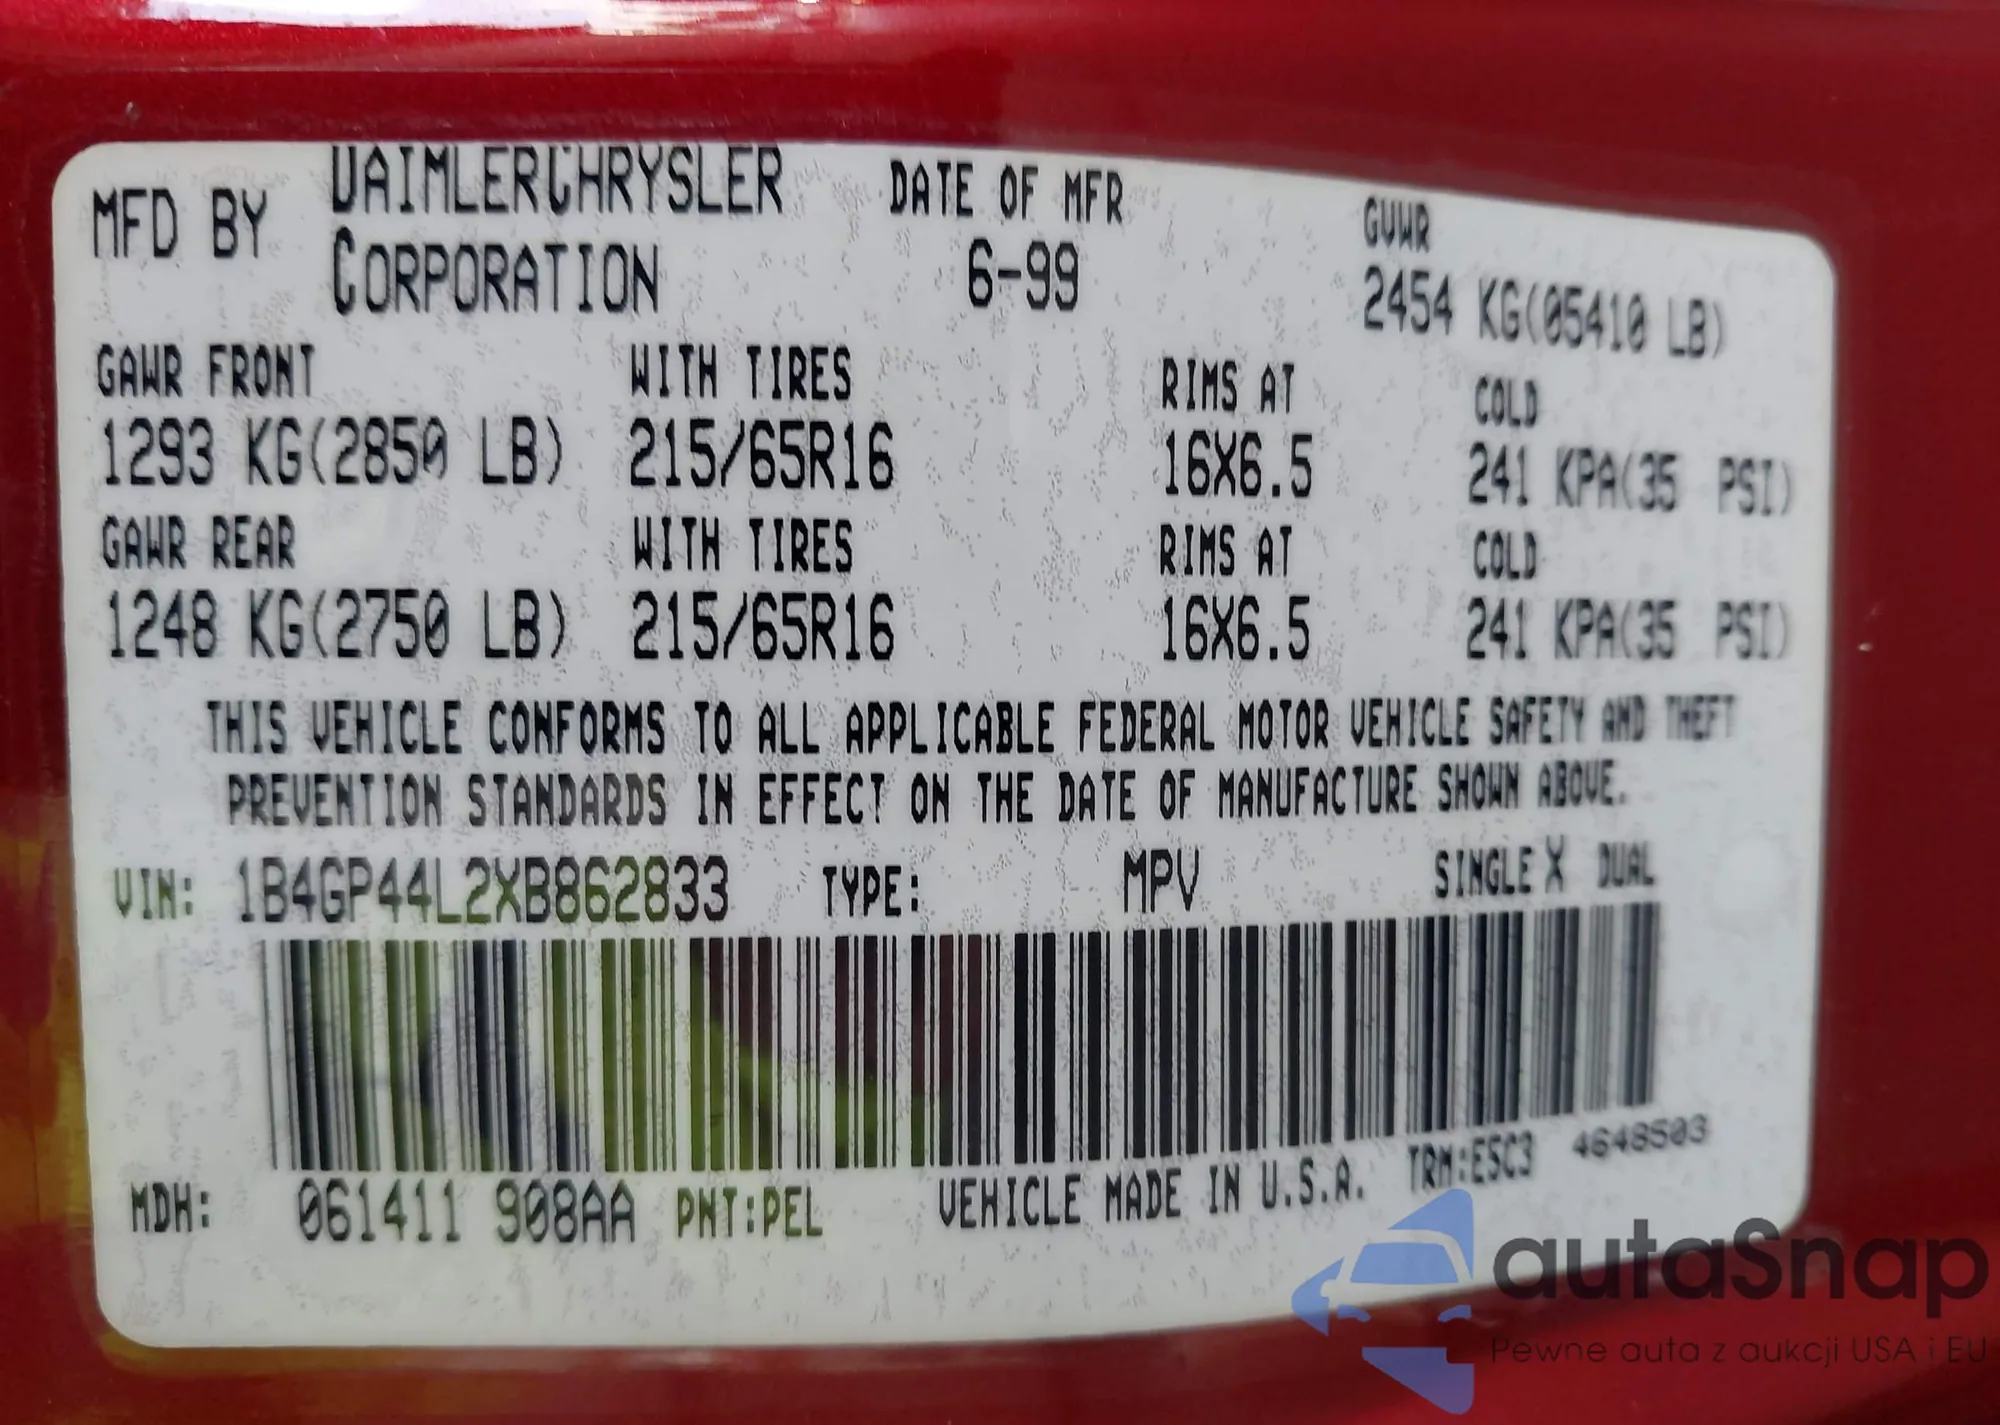 MFD BY DAIMLERCHRYSLER CORPORATION
DATE OF MFR
6-99
GVWR
2454 KG(05410 LB)
GAWR FRONT WITH TIRES RIMS AT COLD
1293 KG(2850 LB) 215/65R16 16X6.5 241 KPA(35 PSI)
GAWR REAR WITH TIRES RIMS AT COLD
1248 KG(2750 LB) 215/65R16 16X6.5 241 KPA(35 PSI)
THIS VEHICLE CONFORMS TO ALL APPLICABLE FEDERAL MOTOR VEHICLE SAFETY AND THEFT
PREVENTION STANDARDS IN EFFECT ON THE DATE OF MANUFACTURE SHOWN ABOVE.
VIN: 1B4GP44L2XB862833 TYPE: MPV SINGLE X DUAL
MDH: 061411 908AA PNT:PEL VEHICLE MADE IN U.S.A. TRM:E5C3 4648503
autaSnap
Pewne auta z aukcji USA i EU